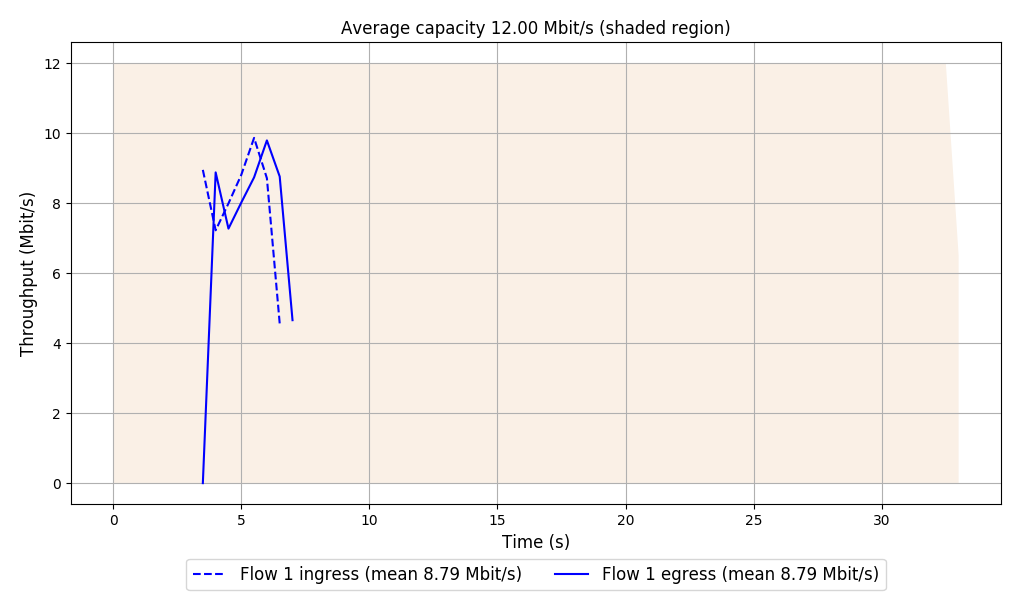 Average capacity 12.00 Mbit/s (shaded region)
Throughput (Mbit/s)
12
10
8
6
4
2
0
0 5 10 15 20 25 30
Time (s)
Flow 1 ingress (mean 8.79 Mbit/s) Flow 1 egress (mean 8.79 Mbit/s)